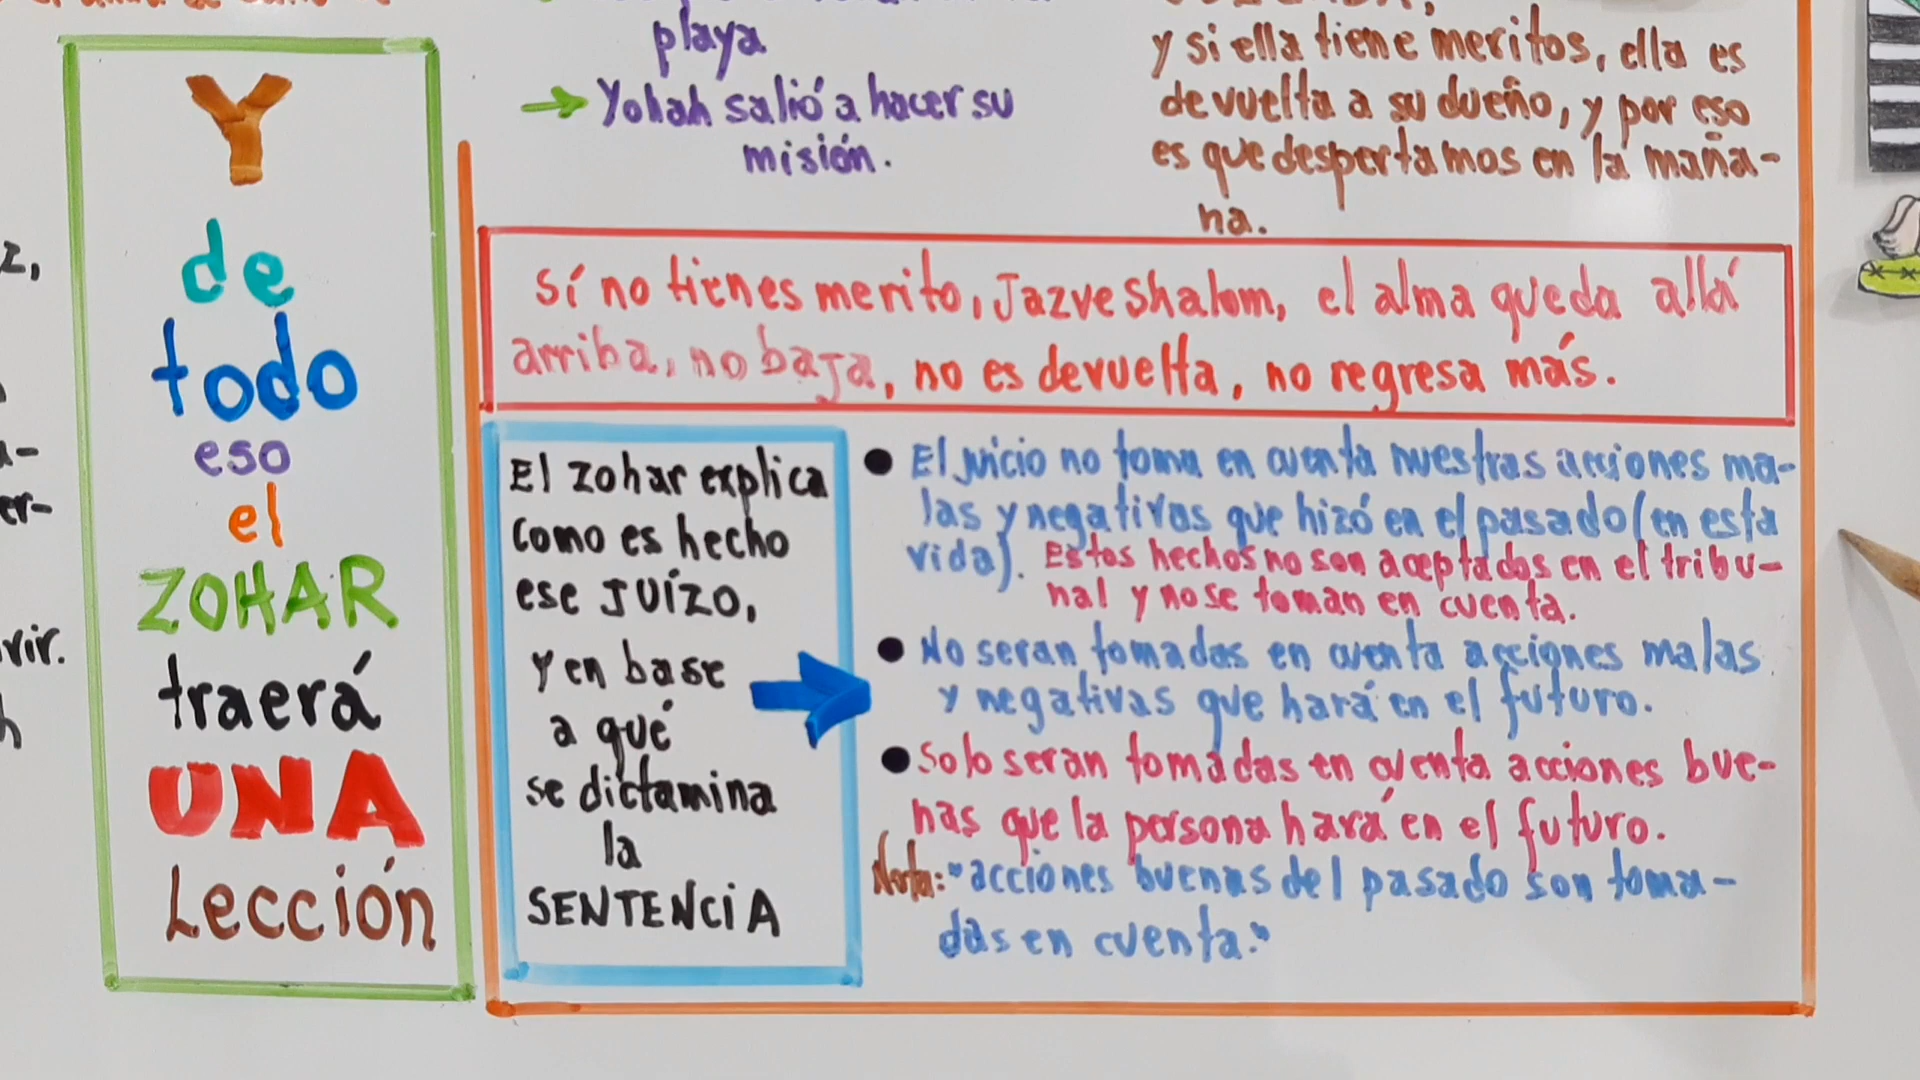 playa
→ Yohah salió a hacer su
misión.
y si ella tiene meritos, ella es
devuelta a su dueño, y por eso
es que despertamos en la maña-
na.
z,
er-
rir.
h
Y
de
todo
eso
el
ZOHAR
traerá
UNA
Lección
sí no tienes merito, Jazve Shalom, el alma queda allá
arriba, no baja, no es devuelta, no regresa más.
El zohar explica
como es hecho
ese JUÍZO,
y en base
a qué
se dictamina
la
SENTENCiA
● El juicio no toma en cuenta nuestras acciones ma-
las y negativas que hizó en el pasado (en esta
vida). Estos hechos no son aceptados en el tribu-
nal y no se toman en cuenta.
● No seran tomadas en cuenta acciones malas
y negativas que hará en el futuro.
● Solo seran tomadas en cuenta acciones bue-
nas que la persona hará en el futuro.
Nota: "acciones buenas del pasado son toma-
das en cuenta."